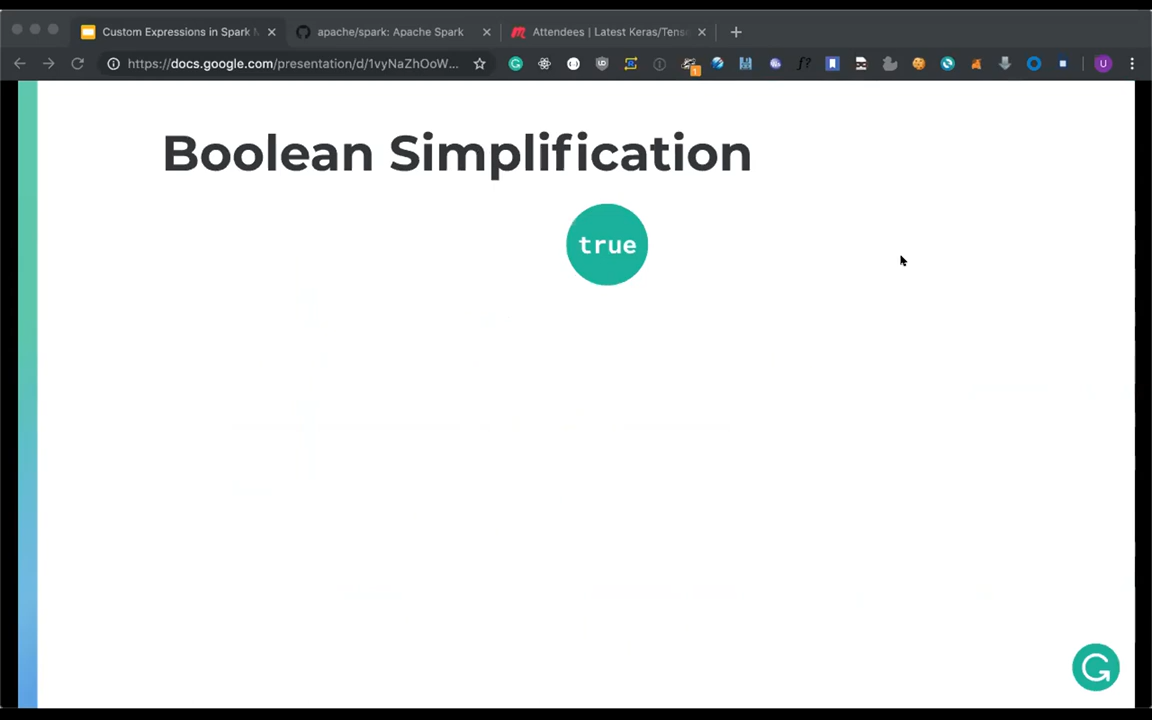 Custom Expressions in Spark
apache/spark: Apache Spark
Attendees | Latest Keras/Tens
https://docs.google.com/presentation/d/1vyNaZhOoW...
f?
1
U
Boolean Simplification
true
G